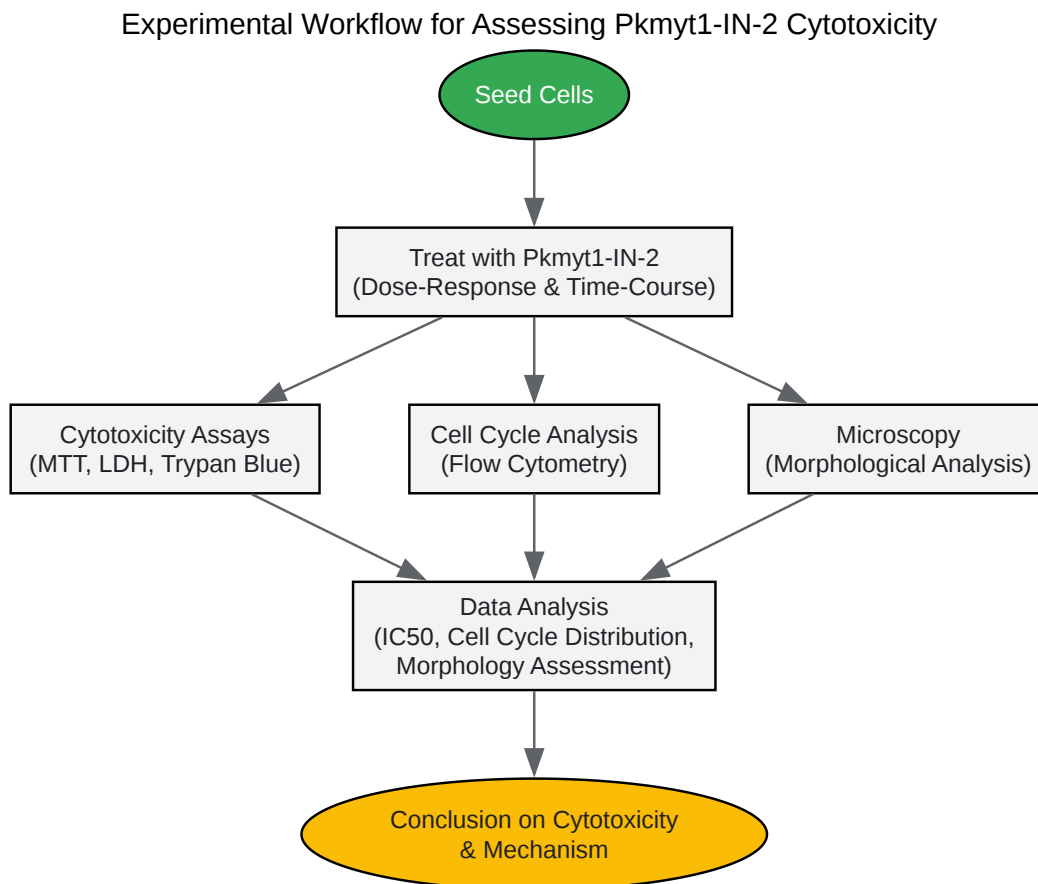 Experimental Workflow for Assessing Pkmyt1-IN-2 Cytotoxicity
Seed Cells
Treat with Pkmyt1-IN-2
(Dose-Response & Time-Course)
Cytotoxicity Assays
(MTT, LDH, Trypan Blue)
Cell Cycle Analysis
(Flow Cytometry)
Microscopy
(Morphological Analysis)
Data Analysis
(IC50, Cell Cycle Distribution,
Morphology Assessment)
Conclusion on Cytotoxicity
& Mechanism